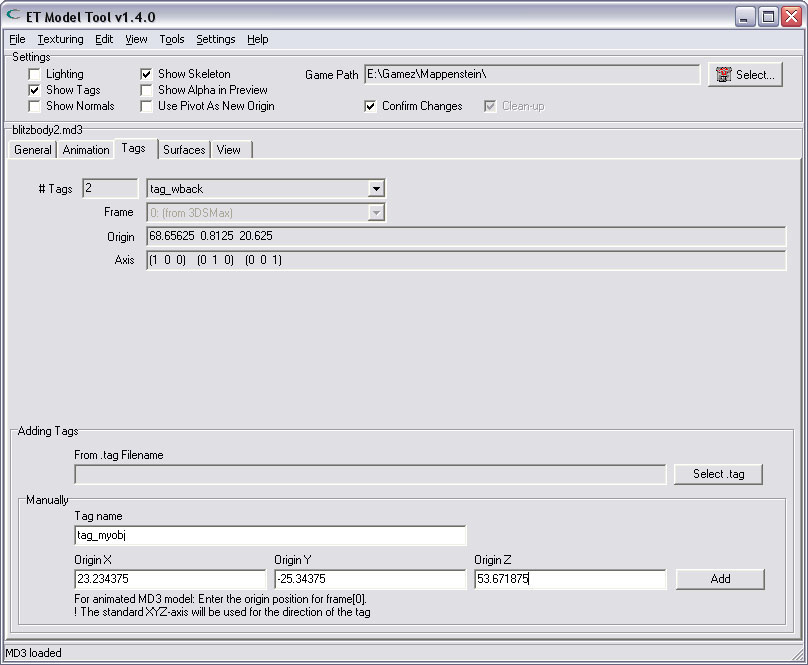 ET Model Tool v1.4.0
File Texturing Edit View Tools Settings Help
Settings
Lighting Show Skeleton Game Path E:\Gamez\Mappenstein\ Select...
Show Tags Show Alpha in Preview
Show Normals Use Pivot As New Origin Confirm Changes Clean-up
blitzbody2.md3
General Animation Tags Surfaces View
# Tags 2 tag_wback
Frame 0: (from 3DSMax)
Origin 68.65625 0.8125 20.625
Axis (1 0 0) (0 1 0) (0 0 1)
Adding Tags
From .tag Filename
Select .tag
Manually
Tag name
tag_myobj
Origin X Origin Y Origin Z
23.234375 -25.34375 53.671875 Add
For animated MD3 model: Enter the origin position for frame[0].
! The standard XYZ-axis will be used for the direction of the tag
MD3 loaded